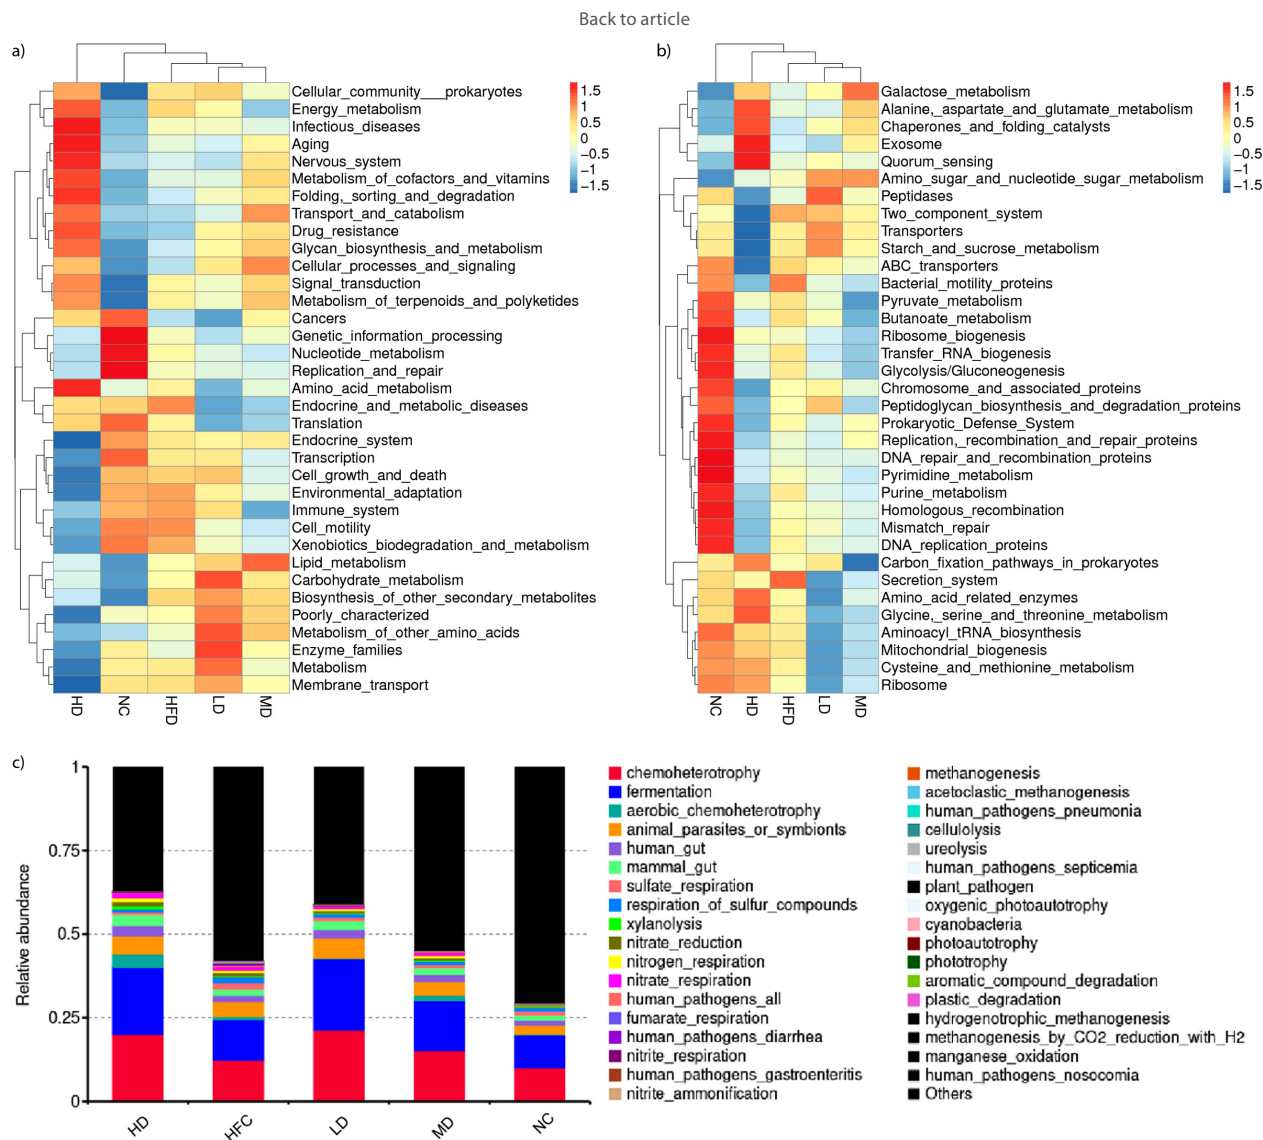 Back to article
a)
1.5
1
0.5
−0.5
−1
−1.5
Cellular_community___prokaryotes
Energy_metabolism
Infectious_diseases
Aging
Nervous_system
Metabolism_of_cofactors_and_vitamins
Folding,_sorting_and_degradation
Transport_and_catabolism
Drug_resistance
Glycan_biosynthesis_and_metabolism
Cellular_processes_and_signaling
Signal_transduction
Metabolism_of_terpenoids_and_polyketides
Cancers
Genetic_information_processing
Nucleotide_metabolism
Replication_and_repair
Amino_acid_metabolism
Endocrine_and_metabolic_diseases
Translation
Endocrine_system
Transcription
Cell_growth_and_death
Environmental_adaptation
Immune_system
Cell_motility
Xenobiotics_biodegradation_and_metabolism
Lipid_metabolism
Carbohydrate_metabolism
Biosynthesis_of_other_secondary_metabolites
Poorly_characterized
Metabolism_of_other_amino_acids
Enzyme_families
Metabolism
Membrane_transport
HD NC HFD LD MD
b)
1.5
1
0.5
−0.5
−1
−1.5
Galactose_metabolism
Alanine,_aspartate_and_glutamate_metabolism
Chaperones_and_folding_catalysts
Exosome
Quorum_sensing
Amino_sugar_and_nucleotide_sugar_metabolism
Peptidases
Two_component_system
Transporters
Starch_and_sucrose_metabolism
ABC_transporters
Bacterial_motility_proteins
Pyruvate_metabolism
Butanoate_metabolism
Ribosome_biogenesis
Transfer_RNA_biogenesis
Glycolysis/Gluconeogenesis
Chromosome_and_associated_proteins
Peptidoglycan_biosynthesis_and_degradation_proteins
Prokaryotic_Defense_System
Replication,_recombination_and_repair_proteins
DNA_repair_and_recombination_proteins
Pyrimidine_metabolism
Purine_metabolism
Homologous_recombination
Mismatch_repair
DNA_replication_proteins
Carbon_fixation_pathways_in_prokaryotes
Secretion_system
Amino_acid_related_enzymes
Glycine,_serine_and_threonine_metabolism
Aminoacyl_tRNA_biosynthesis
Mitochondrial_biogenesis
Cysteine_and_methionine_metabolism
Ribosome
NC HD HFD LD MD
c)
Relative abundance
1
0.75
0.5
0.25
0
HD HFC LD MD NC
chemoheterotrophy
fermentation
aerobic_chemoheterotrophy
animal_parasites_or_symbionts
human_gut
mammal_gut
sulfate_respiration
respiration_of_sulfur_compounds
xylanolysis
nitrate_reduction
nitrogen_respiration
nitrate_respiration
human_pathogens_all
fumarate_respiration
human_pathogens_diarrhea
nitrite_respiration
human_pathogens_gastroenteritis
nitrite_ammonification
methanogenesis
acetoclastic_methanogenesis
human_pathogens_pneumonia
cellulolysis
ureolysis
human_pathogens_septicemia
plant_pathogen
oxygenic_photoautotrophy
cyanobacteria
photoautotrophy
phototrophy
aromatic_compound_degradation
plastic_degradation
hydrogenotrophic_methanogenesis
methanogenesis_by_CO2_reduction_with_H2
manganese_oxidation
human_pathogens_nosocomia
Others